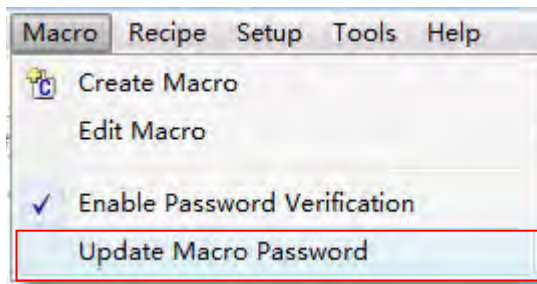 Macro Recipe Setup Tools Help
Create Macro
Edit Macro
Enable Password Verification
Update Macro Password